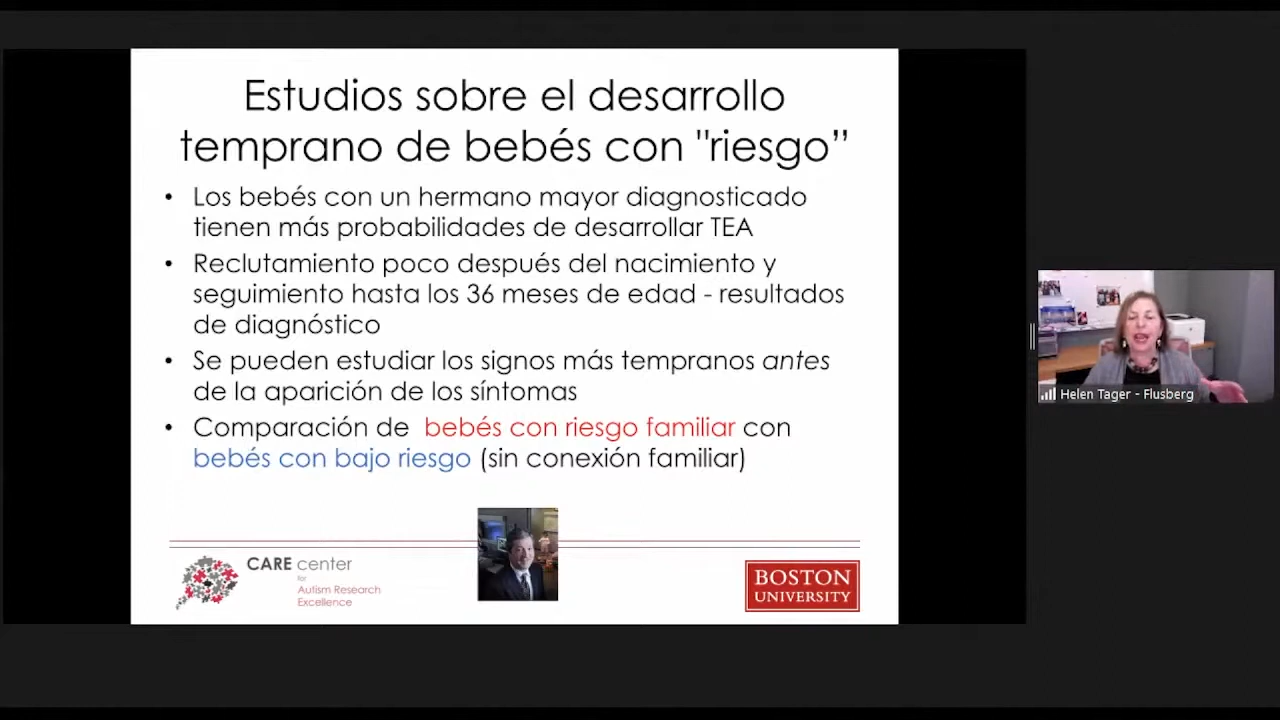 Estudios sobre el desarrollo
temprano de bebés con "riesgo”
• Los bebés con un hermano mayor diagnosticado
tienen más probabilidades de desarrollar TEA
• Reclutamiento poco después del nacimiento y
seguimiento hasta los 36 meses de edad - resultados
de diagnóstico
• Se pueden estudiar los signos más tempranos antes
de la aparición de los síntomas
• Comparación de bebés con riesgo familiar con
bebés con bajo riesgo (sin conexión familiar)
CARE center
for
Autism Research
Excellence
BOSTON
UNIVERSITY
Helen Tager - Flusberg